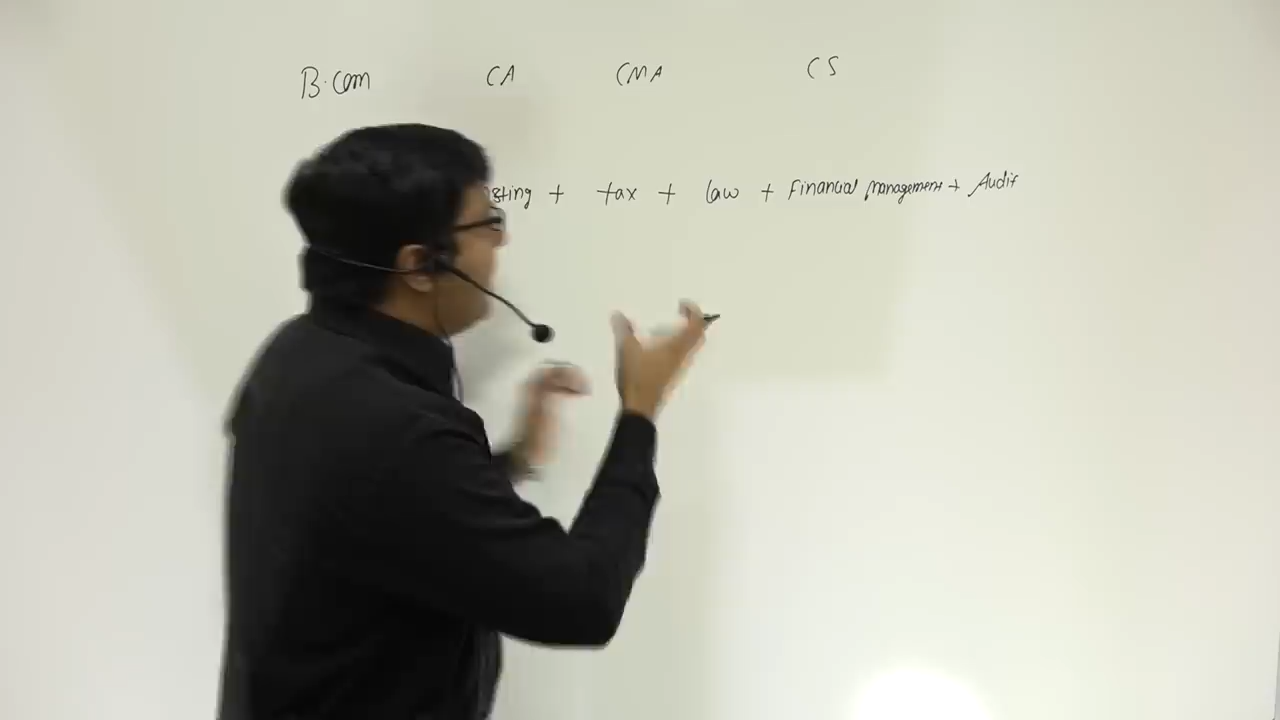 B.com CA CMA CS
sting + tax + law + Financial management + Audit